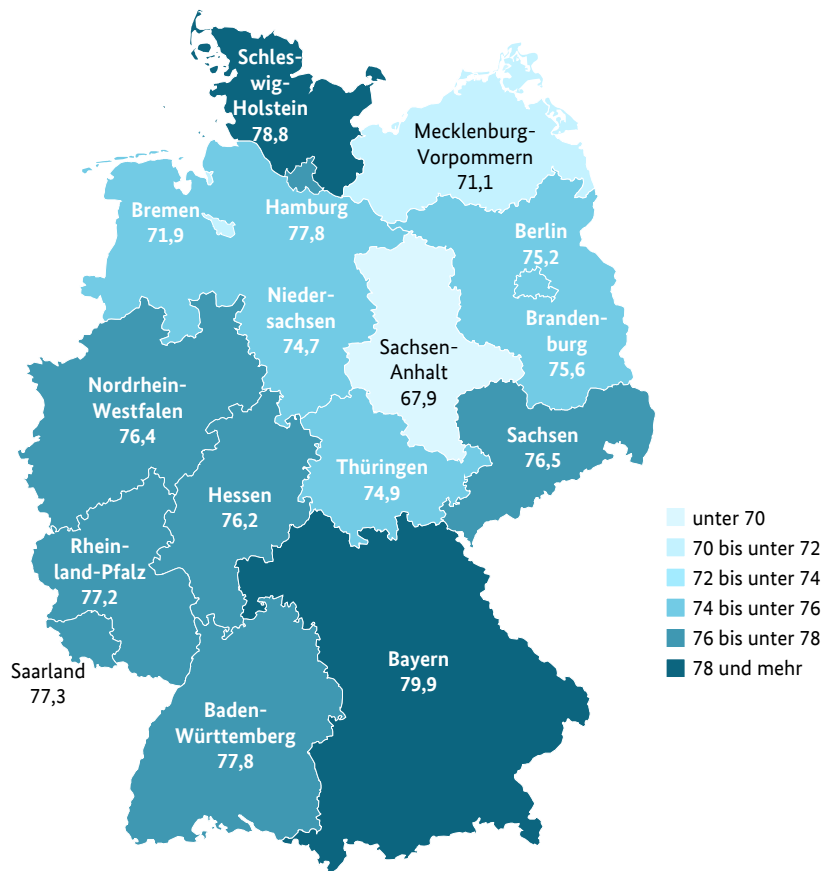 Schles-
wig-
Holstein
78,8
Mecklenburg-
Vorpommern
71,1
Bremen
71,9
Hamburg
77,8
Berlin
75,2
Nieder-
sachsen
74,7
Branden-
burg
75,6
Sachsen-
Anhalt
67,9
Nordrhein-
Westfalen
76,4
Sachsen
76,5
Thüringen
74,9
Hessen
76,2
Rhein-
land-Pfalz
77,2
Saarland
77,3
Bayern
79,9
Baden-
Württemberg
77,8
unter 70
70 bis unter 72
72 bis unter 74
74 bis unter 76
76 bis unter 78
78 und mehr